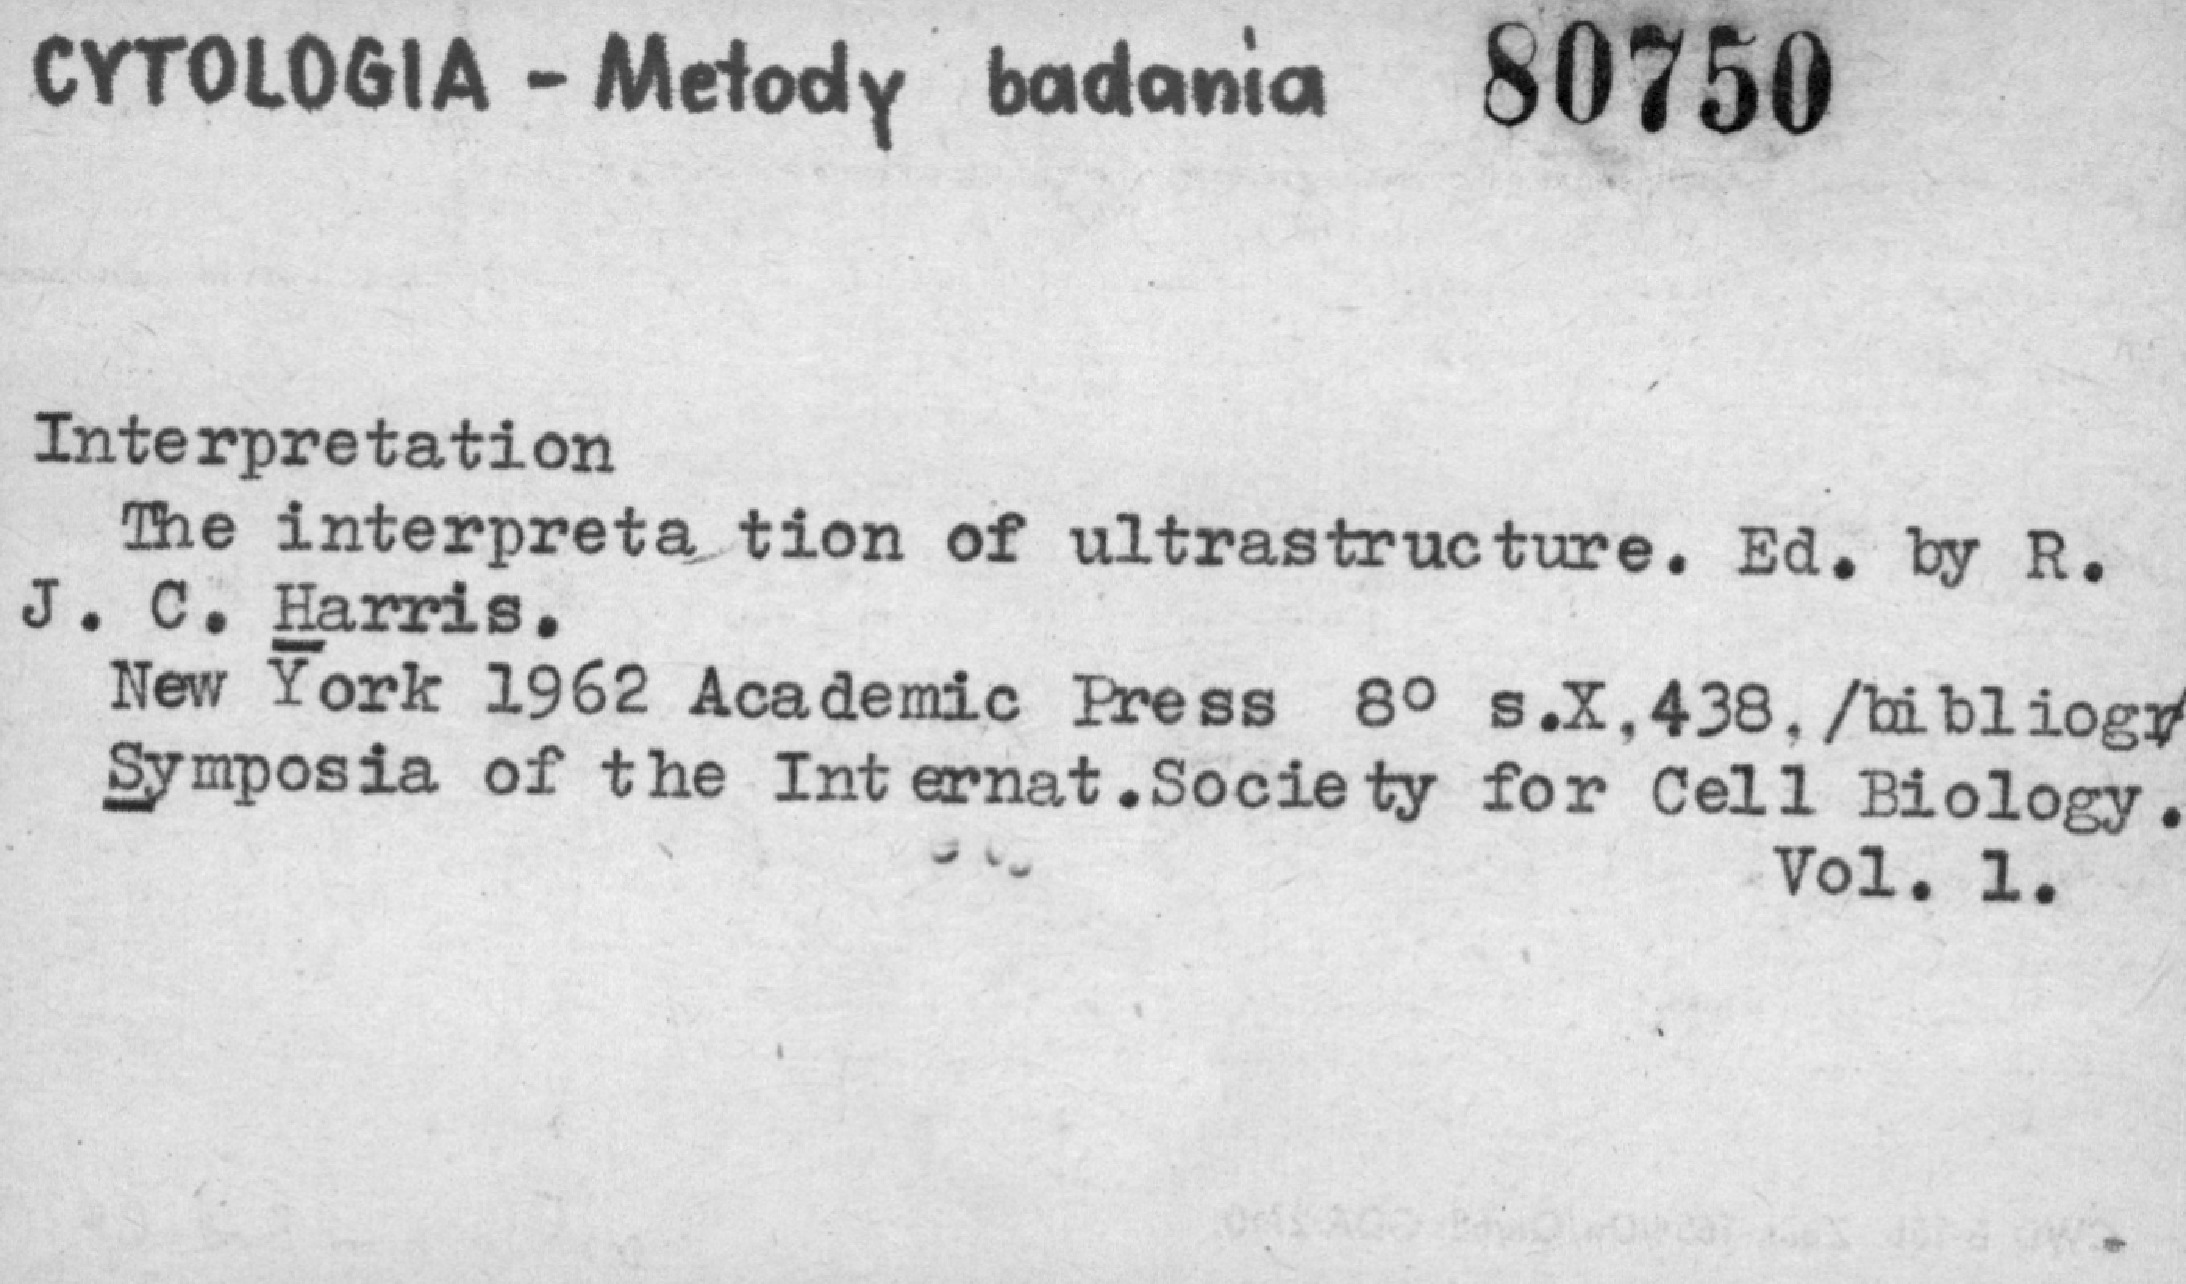 CYTOLOGIA - Metody badania 80750
Interpretation
The interpreta tion of ultrastructure. Ed. by R.
J. C. Harris.
New York 1962 Academic Press 8° s.X,438,/bibliogr/
Symposia of the Internat.Society for Cell Biology.
Vol. 1.